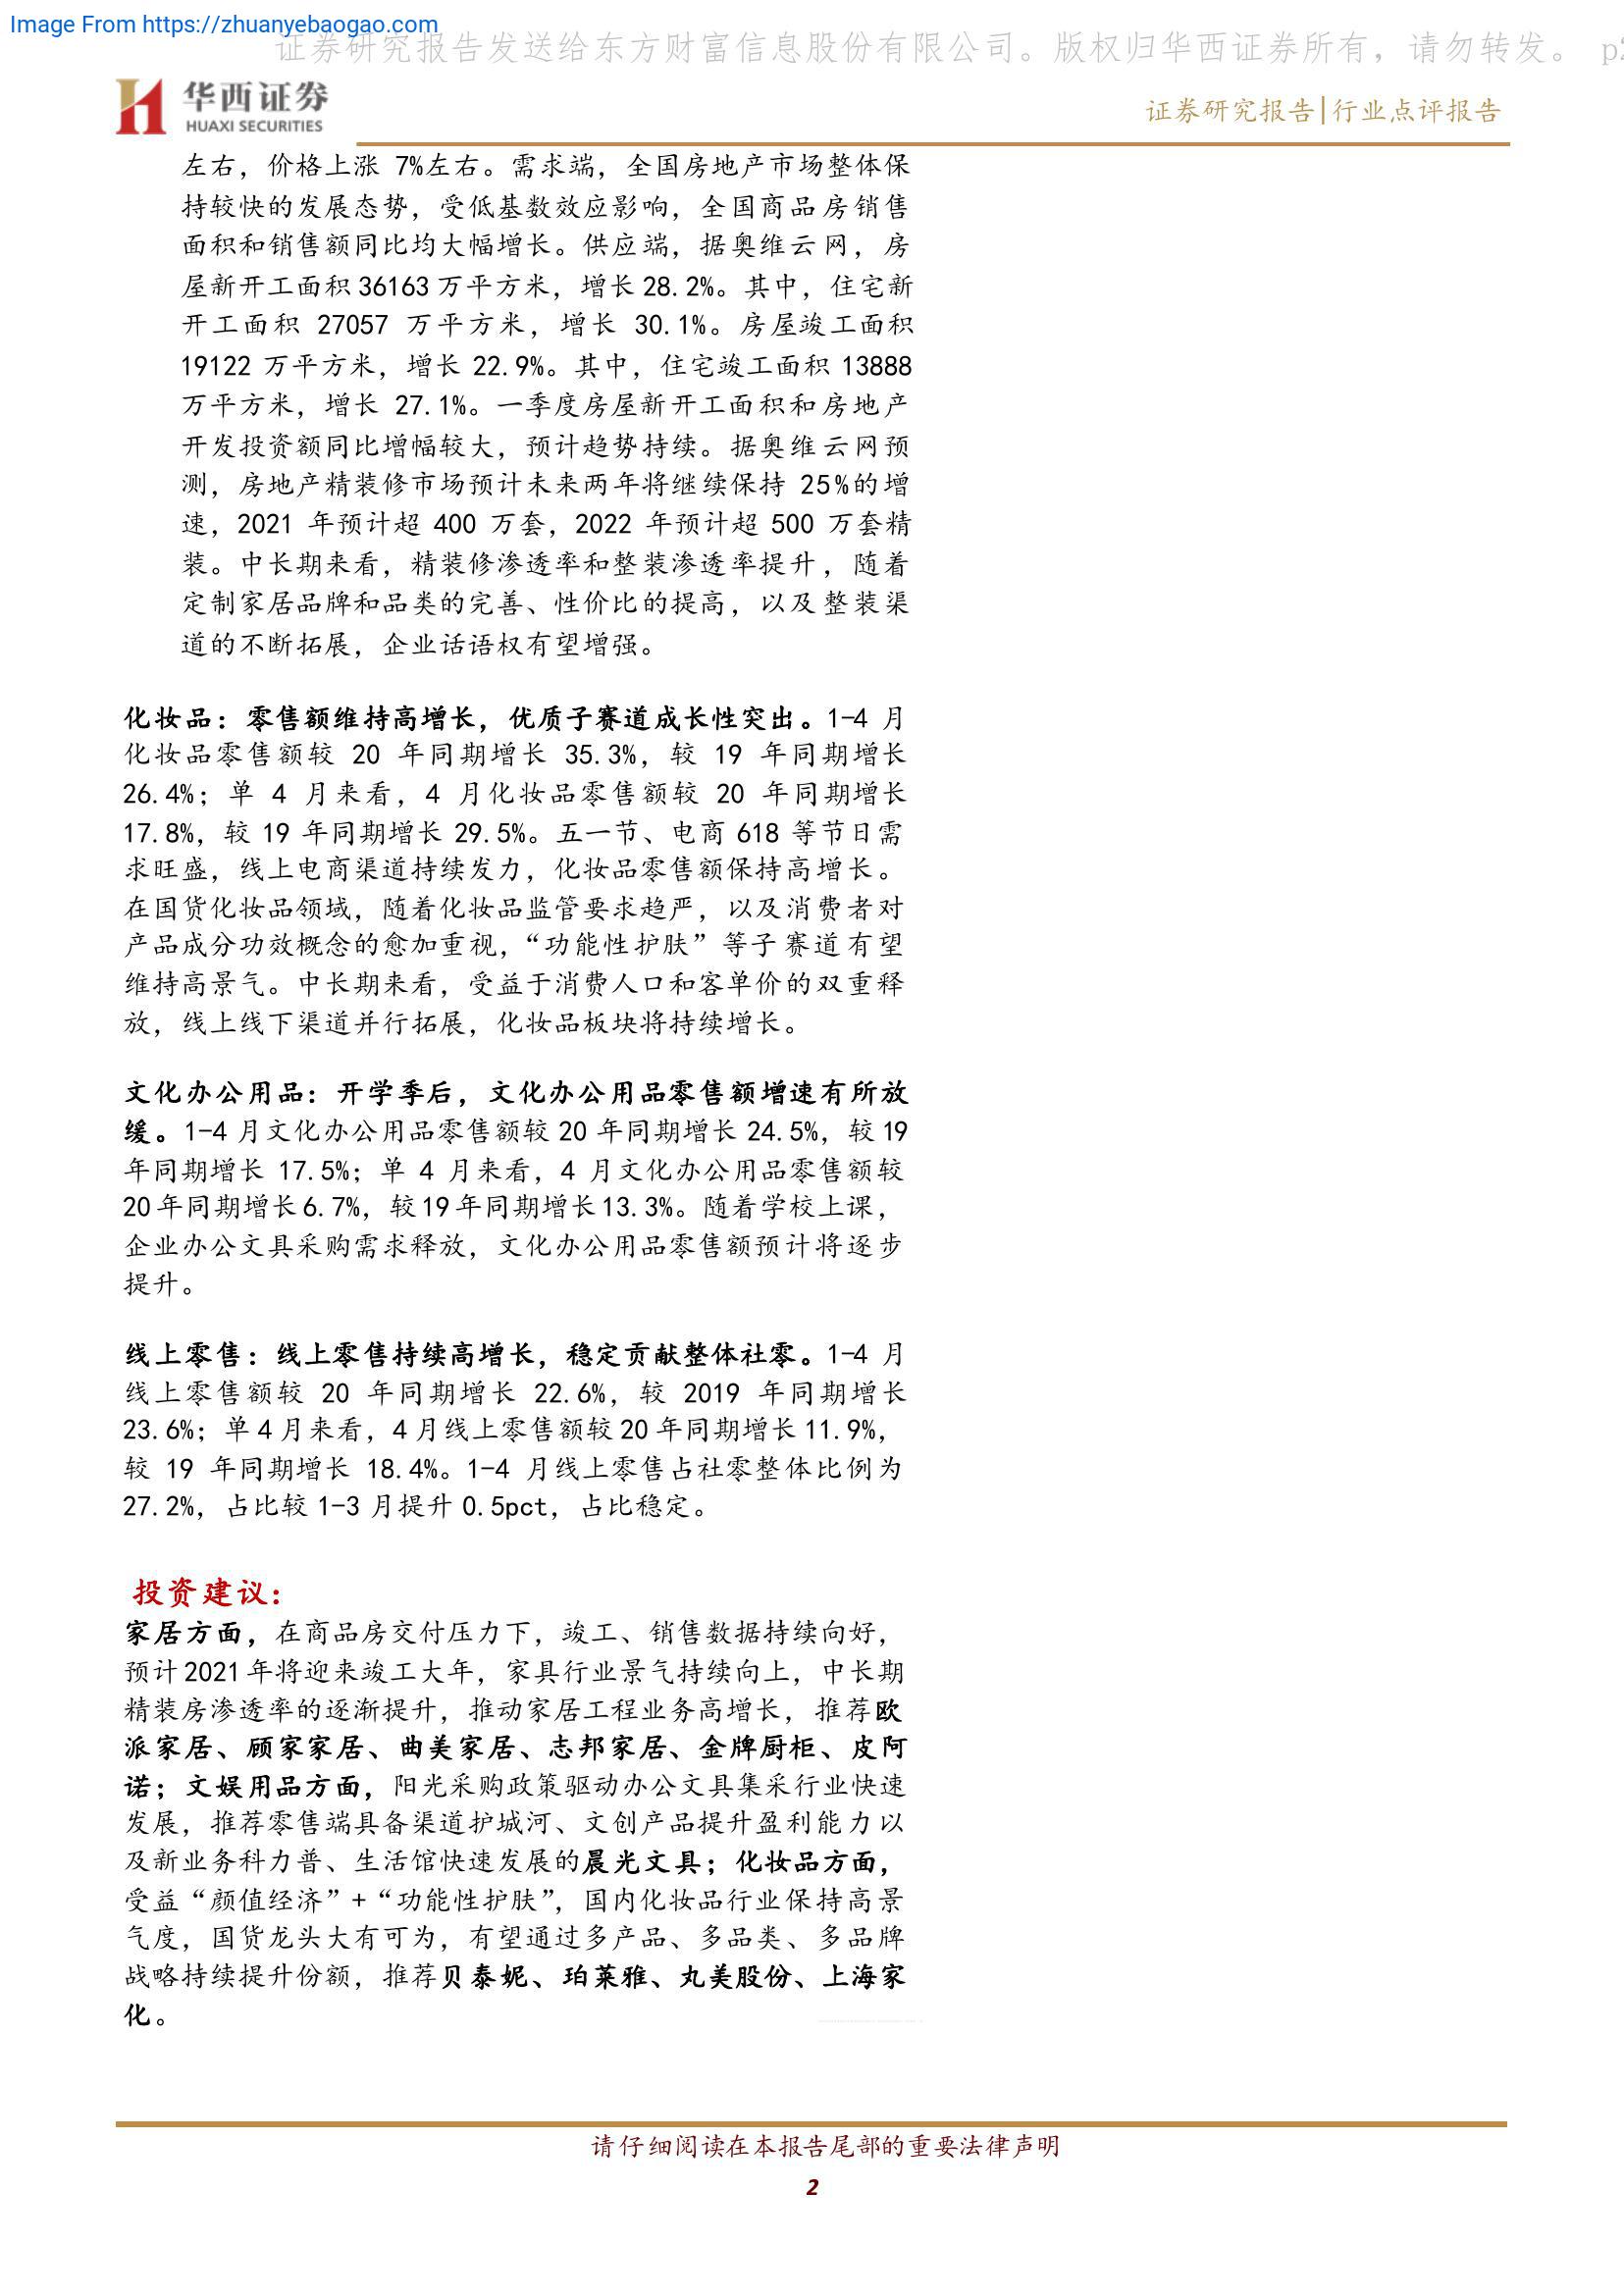 Image From https://zhuanyebaogao.com
证券研究报告发送给东方财富信息股份有限公司。版权归华西证券所有，请勿转发。 p2
华西证券
HUAXI SECURITIES
证券研究报告|行业点评报告
左右，价格上涨 7%左右。需求端，全国房地产市场整体保
持较快的发展态势，受低基数效应影响，全国商品房销售
面积和销售额同比均大幅增长。供应端，据奥维云网，房
屋新开工面积 36163 万平方米，增长 28.2%。其中，住宅新
开工面积 27057 万平方米，增长 30.1%。房屋竣工面积
19122 万平方米，增长 22.9%。其中，住宅竣工面积 13888
万平方米，增长 27.1%。一季度房屋新开工面积和房地产
开发投资额同比增幅较大，预计趋势持续。据奥维云网预
测，房地产精装修市场预计未来两年将继续保持 25%的增
速，2021 年预计超 400 万套，2022 年预计超 500 万套精
装。中长期来看，精装修渗透率和整装渗透率提升，随着
定制家居品牌和品类的完善、性价比的提高，以及整装渠
道的不断拓展，企业话语权有望增强。
化妆品：零售额维持高增长，优质子赛道成长性突出。1-4 月
化妆品零售额较 20 年同期增长 35.3%，较 19 年同期增长
26.4%；单 4 月来看，4 月化妆品零售额较 20 年同期增长
17.8%，较 19 年同期增长 29.5%。五一节、电商 618 等节日需
求旺盛，线上电商渠道持续发力，化妆品零售额保持高增长。
在国货化妆品领域，随着化妆品监管要求趋严，以及消费者对
产品成分功效概念的愈加重视，“功能性护肤”等子赛道有望
维持高景气。中长期来看，受益于消费人口和客单价的双重释
放，线上线下渠道并行拓展，化妆品板块将持续增长。
文化办公用品：开学季后，文化办公用品零售额增速有所放
缓。1-4 月文化办公用品零售额较 20 年同期增长 24.5%，较 19
年同期增长 17.5%；单 4 月来看，4 月文化办公用品零售额较
20 年同期增长 6.7%，较 19 年同期增长 13.3%。随着学校上课，
企业办公文具采购需求释放，文化办公用品零售额预计将逐步
提升。
线上零售：线上零售持续高增长，稳定贡献整体社零。1-4 月
线上零售额较 20 年同期增长 22.6%，较 2019 年同期增长
23.6%；单 4 月来看，4 月线上零售额较 20 年同期增长 11.9%，
较 19 年同期增长 18.4%。1-4 月线上零售占社零整体比例为
27.2%，占比较 1-3 月提升 0.5pct，占比稳定。
投资建议：
家居方面，在商品房交付压力下，竣工、销售数据持续向好，
预计 2021 年将迎来竣工大年，家具行业景气持续向上，中长期
精装房渗透率的逐渐提升，推动家居工程业务高增长，推荐欧
派家居、顾家家居、曲美家居、志邦家居、金牌厨柜、皮阿
诺；文娱用品方面，阳光采购政策驱动办公文具集采行业快速
发展，推荐零售端具备渠道护城河、文创产品提升盈利能力以
及新业务科力普、生活馆快速发展的晨光文具；化妆品方面，
受益“颜值经济”+“功能性护肤”，国内化妆品行业保持高景
气度，国货龙头大有可为，有望通过多产品、多品类、多品牌
战略持续提升份额，推荐贝泰妮、珀莱雅、丸美股份、上海家
化。
请仔细阅读在本报告尾部的重要法律声明
2